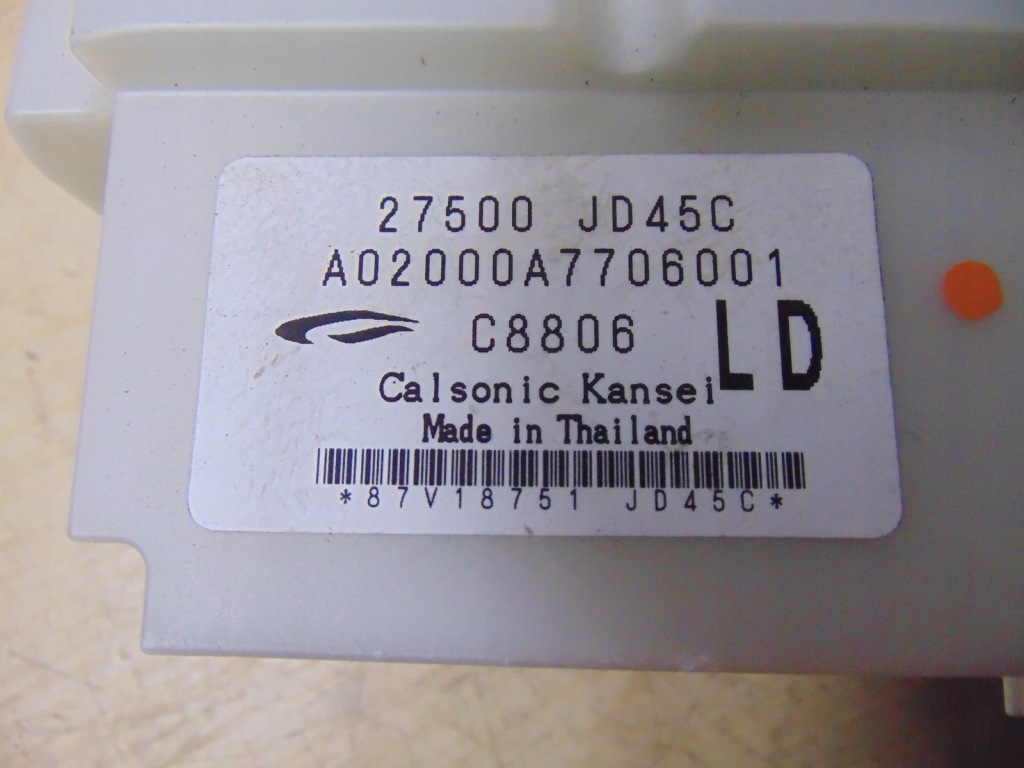 27500 JD45C
A02000A7706001
C8806 LD
Calsonic Kansei
Made in Thailand
*87V18751 JD45C*